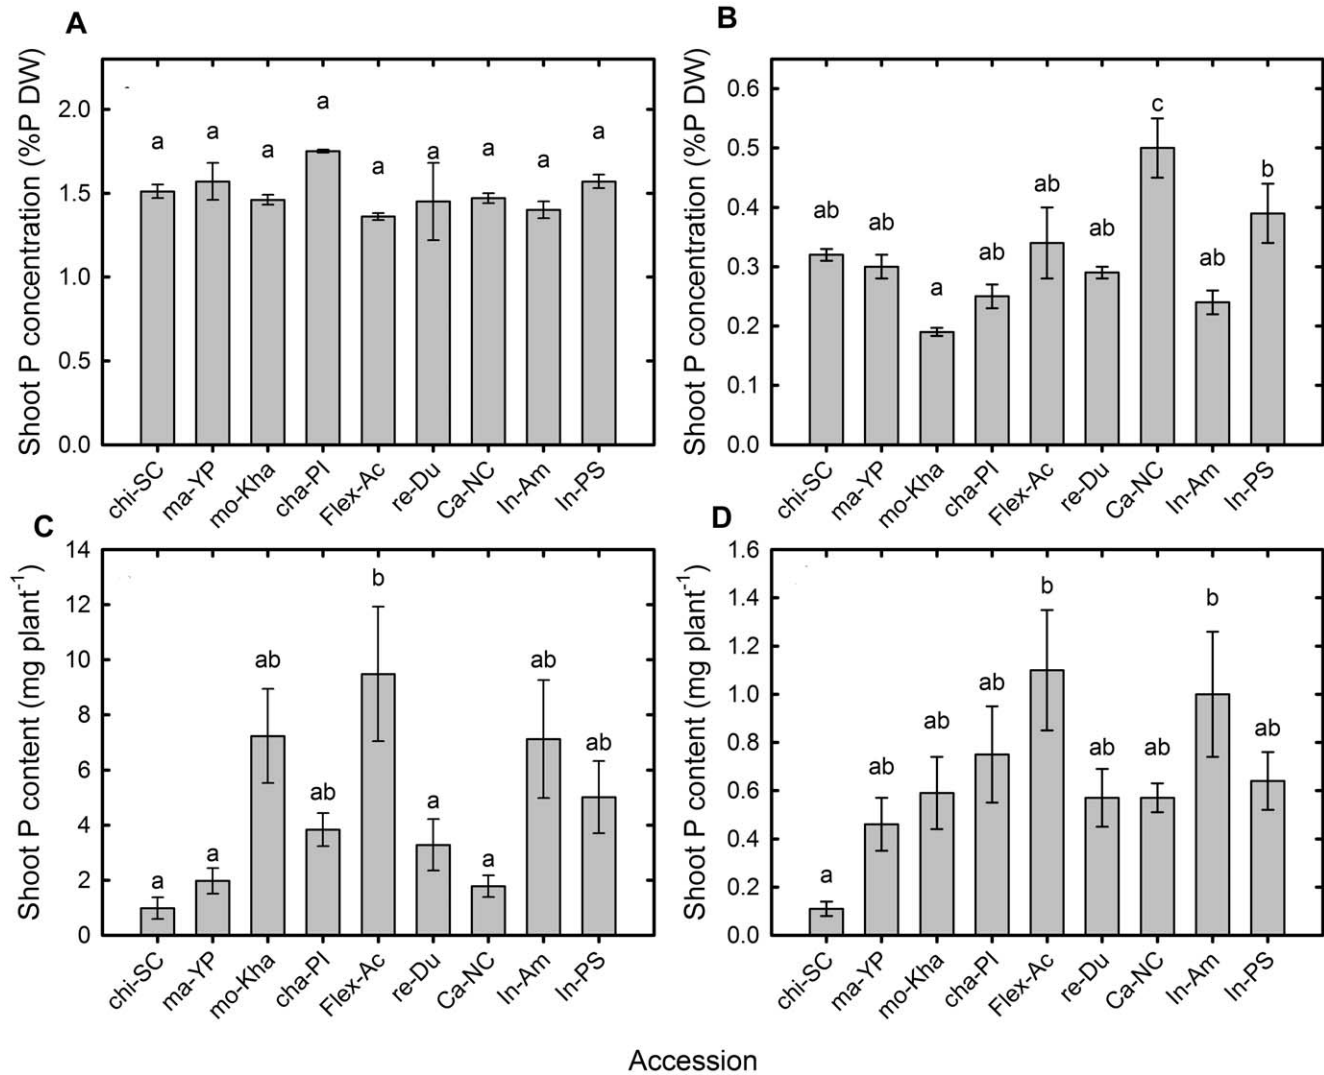 A
Shoot P concentration (%P DW)
2.0
1.5
1.0
0.5
0.0
a a a a a a a a a
chi-SC ma-YP mo-Kha cha-PI Flex-Ac re-Du Ca-NC In-Am In-PS
B
Shoot P concentration (%P DW)
0.6
0.5
0.4
0.3
0.2
0.1
0.0
ab ab a ab ab ab c ab b
chi-SC ma-YP mo-Kha cha-PI Flex-Ac re-Du Ca-NC In-Am In-PS
C
Shoot P content (mg plant⁻¹)
14
12
10
8
6
4
2
0
a a ab ab b a a ab ab
chi-SC ma-YP mo-Kha cha-PI Flex-Ac re-Du Ca-NC In-Am In-PS
D
Shoot P content (mg plant⁻¹)
1.6
1.4
1.2
1.0
0.8
0.6
0.4
0.2
0.0
a ab ab ab b ab ab b ab
chi-SC ma-YP mo-Kha cha-PI Flex-Ac re-Du Ca-NC In-Am In-PS
Accession